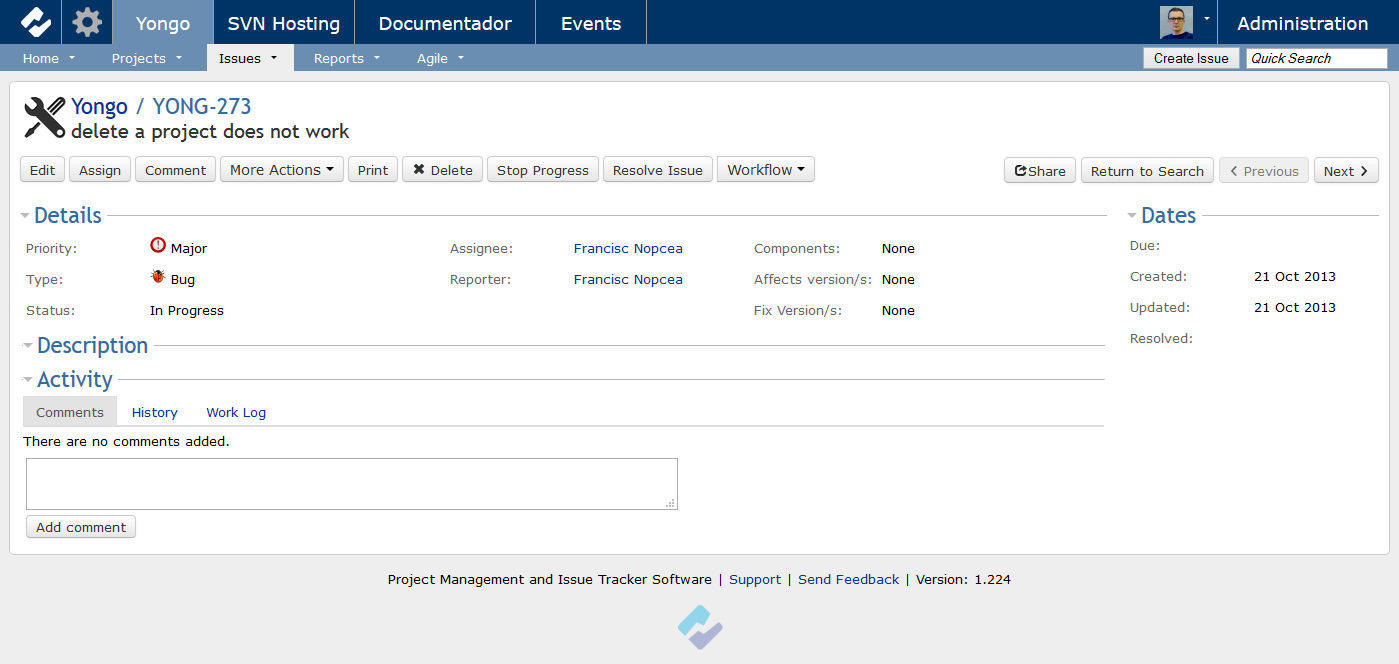 Yongo SVN Hosting Documentador Events Administration
Home Projects Issues Reports Agile Create Issue Quick Search
Yongo / YONG-273
delete a project does not work
Edit Assign Comment More Actions Print Delete Stop Progress Resolve Issue Workflow Share Return to Search Previous Next
Details Dates
Priority: Major Assignee: Francisc Nopcea Components: None Due:
Type: Bug Reporter: Francisc Nopcea Affects version/s: None Created: 21 Oct 2013
Status: In Progress Fix Version/s: None Updated: 21 Oct 2013
Resolved:
Description
Activity
Comments History Work Log
There are no comments added.
Add comment
Project Management and Issue Tracker Software | Support | Send Feedback | Version: 1.224